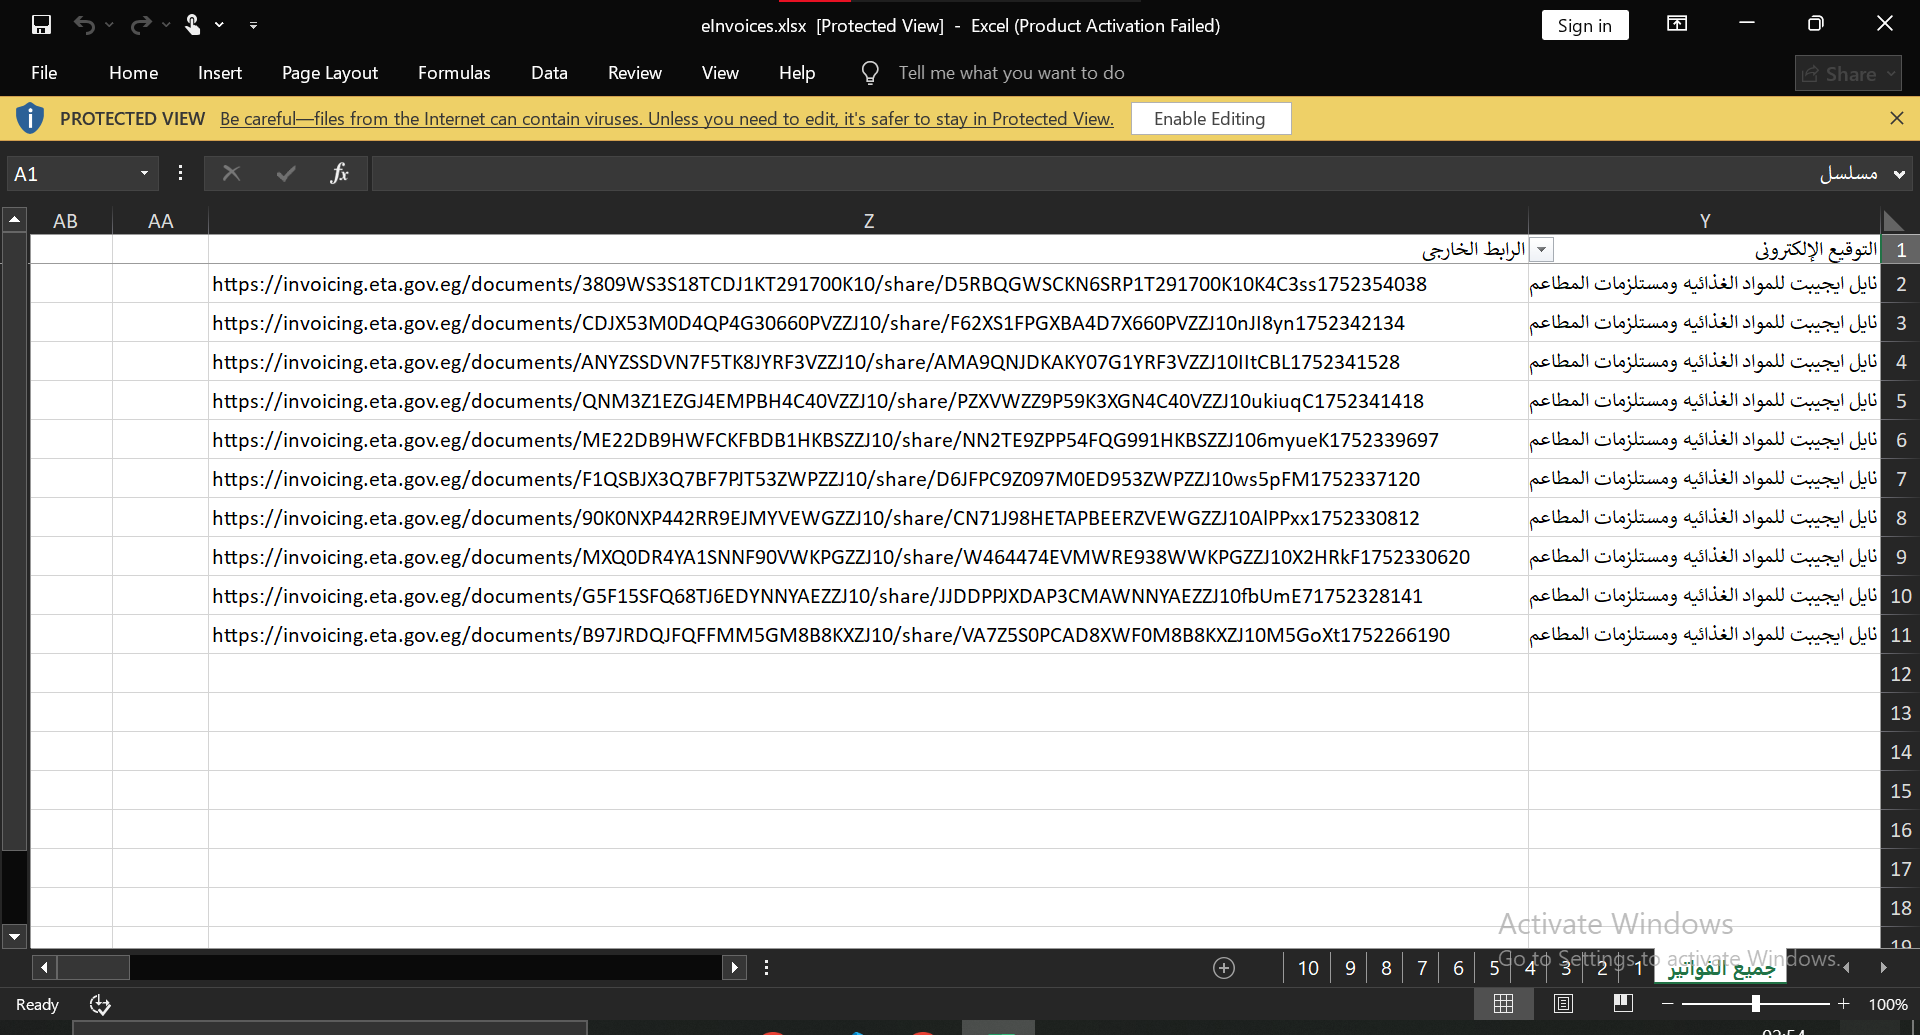 eInvoices.xlsx [Protected View] - Excel (Product Activation Failed)
Sign in
File Home Insert Page Layout Formulas Data Review View Help Tell me what you want to do Share
PROTECTED VIEW Be careful—files from the Internet can contain viruses. Unless you need to edit, it's safer to stay in Protected View. Enable Editing
A1 fx مسلسل
AB AA Z Y
1 التوقيع الإلكترونى الرابط الخارجى
2 نايل ايجيبت للمواد الغذائيه ومستلزمات المطاعم https://invoicing.eta.gov.eg/documents/3809WS3S18TCDJ1KT291700K10/share/D5RBQGWSCKN6SRP1T291700K10K4C3ss1752354038
3 نايل ايجيبت للمواد الغذائيه ومستلزمات المطاعم https://invoicing.eta.gov.eg/documents/CDJX53M0D4QP4G30660PVZZJ10/share/F62XS1FPGXBA4D7X660PVZZJ10nJI8yn1752342134
4 نايل ايجيبت للمواد الغذائيه ومستلزمات المطاعم https://invoicing.eta.gov.eg/documents/ANYZSSDVN7F5TK8JYRF3VZZJ10/share/AMA9QNJDKAKY07G1YRF3VZZJ10IItCBL1752341528
5 نايل ايجيبت للمواد الغذائيه ومستلزمات المطاعم https://invoicing.eta.gov.eg/documents/QNM3Z1EZGJ4EMPBH4C40VZZJ10/share/PZXVWZZ9P59K3XGN4C40VZZJ10ukiuqC1752341418
6 نايل ايجيبت للمواد الغذائيه ومستلزمات المطاعم https://invoicing.eta.gov.eg/documents/ME22DB9HWFCKFBDB1HKBSZZJ10/share/NN2TE9ZPP54FQG991HKBSZZJ106myueK1752339697
7 نايل ايجيبت للمواد الغذائيه ومستلزمات المطاعم https://invoicing.eta.gov.eg/documents/F1QSBJX3Q7BF7PJT53ZWPZZJ10/share/D6JFPC9Z097M0ED953ZWPZZJ10ws5pFM1752337120
8 نايل ايجيبت للمواد الغذائيه ومستلزمات المطاعم https://invoicing.eta.gov.eg/documents/90K0NXP442RR9EJMYVEWGZZJ10/share/CN71J98HETAPBEERZVEWGZZJ10AlPPxx1752330812
9 نايل ايجيبت للمواد الغذائيه ومستلزمات المطاعم https://invoicing.eta.gov.eg/documents/MXQ0DR4YA1SNNF90VWKPGZZJ10/share/W464474EVMWRE938WWKPGZZJ10X2HRkF1752330620
10 نايل ايجيبت للمواد الغذائيه ومستلزمات المطاعم https://invoicing.eta.gov.eg/documents/G5F15SFQ68TJ6EDYNNYAEZZJ10/share/JJDDPPJXDAP3CMAWNNYAEZZJ10fbUmE71752328141
11 نايل ايجيبت للمواد الغذائيه ومستلزمات المطاعم https://invoicing.eta.gov.eg/documents/B97JRDQJFQFFMM5GM8B8KXZJ10/share/VA7Z5S0PCAD8XWF0M8B8KXZJ10M5GoXt1752266190
12
13
14
15
16
17
18
19
Activate Windows
Go to Settings to activate Windows.
10 9 8 7 6 5 4 3 2 1 جميع الفواتير
Ready 100%